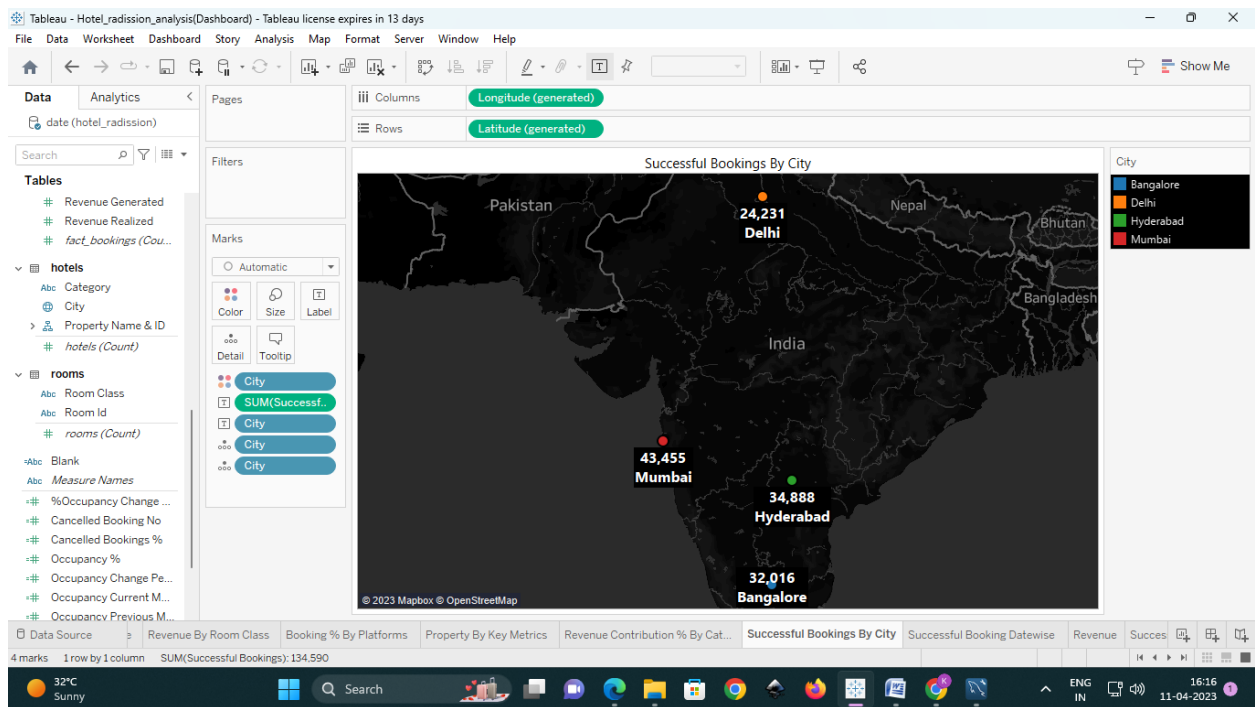 Tableau - Hotel_radission_analysis(Dashboard) - Tableau license expires in 13 days
File Data Worksheet Dashboard Story Analysis Map Format Server Window Help
Show Me
Data Analytics
date (hotel_radission)
Search
Tables
# Revenue Generated
# Revenue Realized
# fact_bookings (Cou...
hotels
Abc Category
City
Property Name & ID
# hotels (Count)
rooms
Abc Room Class
Abc Room Id
# rooms (Count)
=Abc Blank
Abc Measure Names
=# %Occupancy Change ...
=# Cancelled Booking No
=# Cancelled Bookings %
=# Occupancy %
=# Occupancy Change Pe...
=# Occupancy Current M...
=# Occupancy Previous M...
Pages
Filters
Marks
Automatic
Color Size Label
Detail Tooltip
City
SUM(Successf..
City
City
City
Columns Longitude (generated)
Rows Latitude (generated)
Successful Bookings By City
Pakistan
Nepal
Bhutan
Bangladesh
India
24,231
Delhi
43,455
Mumbai
34,888
Hyderabad
32,016
Bangalore
© 2023 Mapbox © OpenStreetMap
City
Bangalore
Delhi
Hyderabad
Mumbai
Data Source Revenue By Room Class Booking % By Platforms Property By Key Metrics Revenue Contribution % By Cat... Successful Bookings By City Successful Booking Datewise Revenue Succes
4 marks 1 row by 1 column SUM(Successful Bookings): 134,590
32°C
Sunny
Search
ENG
IN
16:16
11-04-2023
1